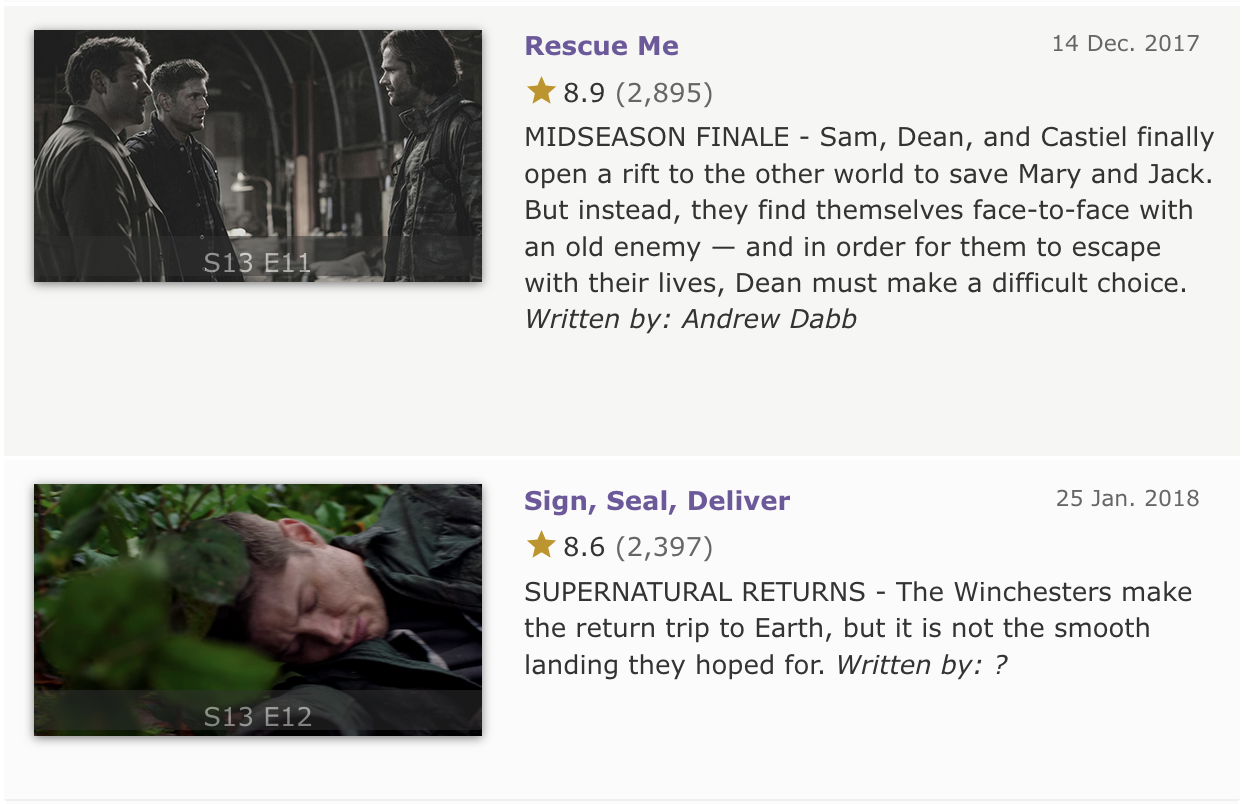 Rescue Me
14 Dec. 2017
8.9 (2,895)
MIDSEASON FINALE - Sam, Dean, and Castiel finally
open a rift to the other world to save Mary and Jack.
But instead, they find themselves face-to-face with
an old enemy — and in order for them to escape
with their lives, Dean must make a difficult choice.
Written by: Andrew Dabb
S13 E11
Sign, Seal, Deliver
25 Jan. 2018
8.6 (2,397)
SUPERNATURAL RETURNS - The Winchesters make
the return trip to Earth, but it is not the smooth
landing they hoped for. Written by: ?
S13 E12